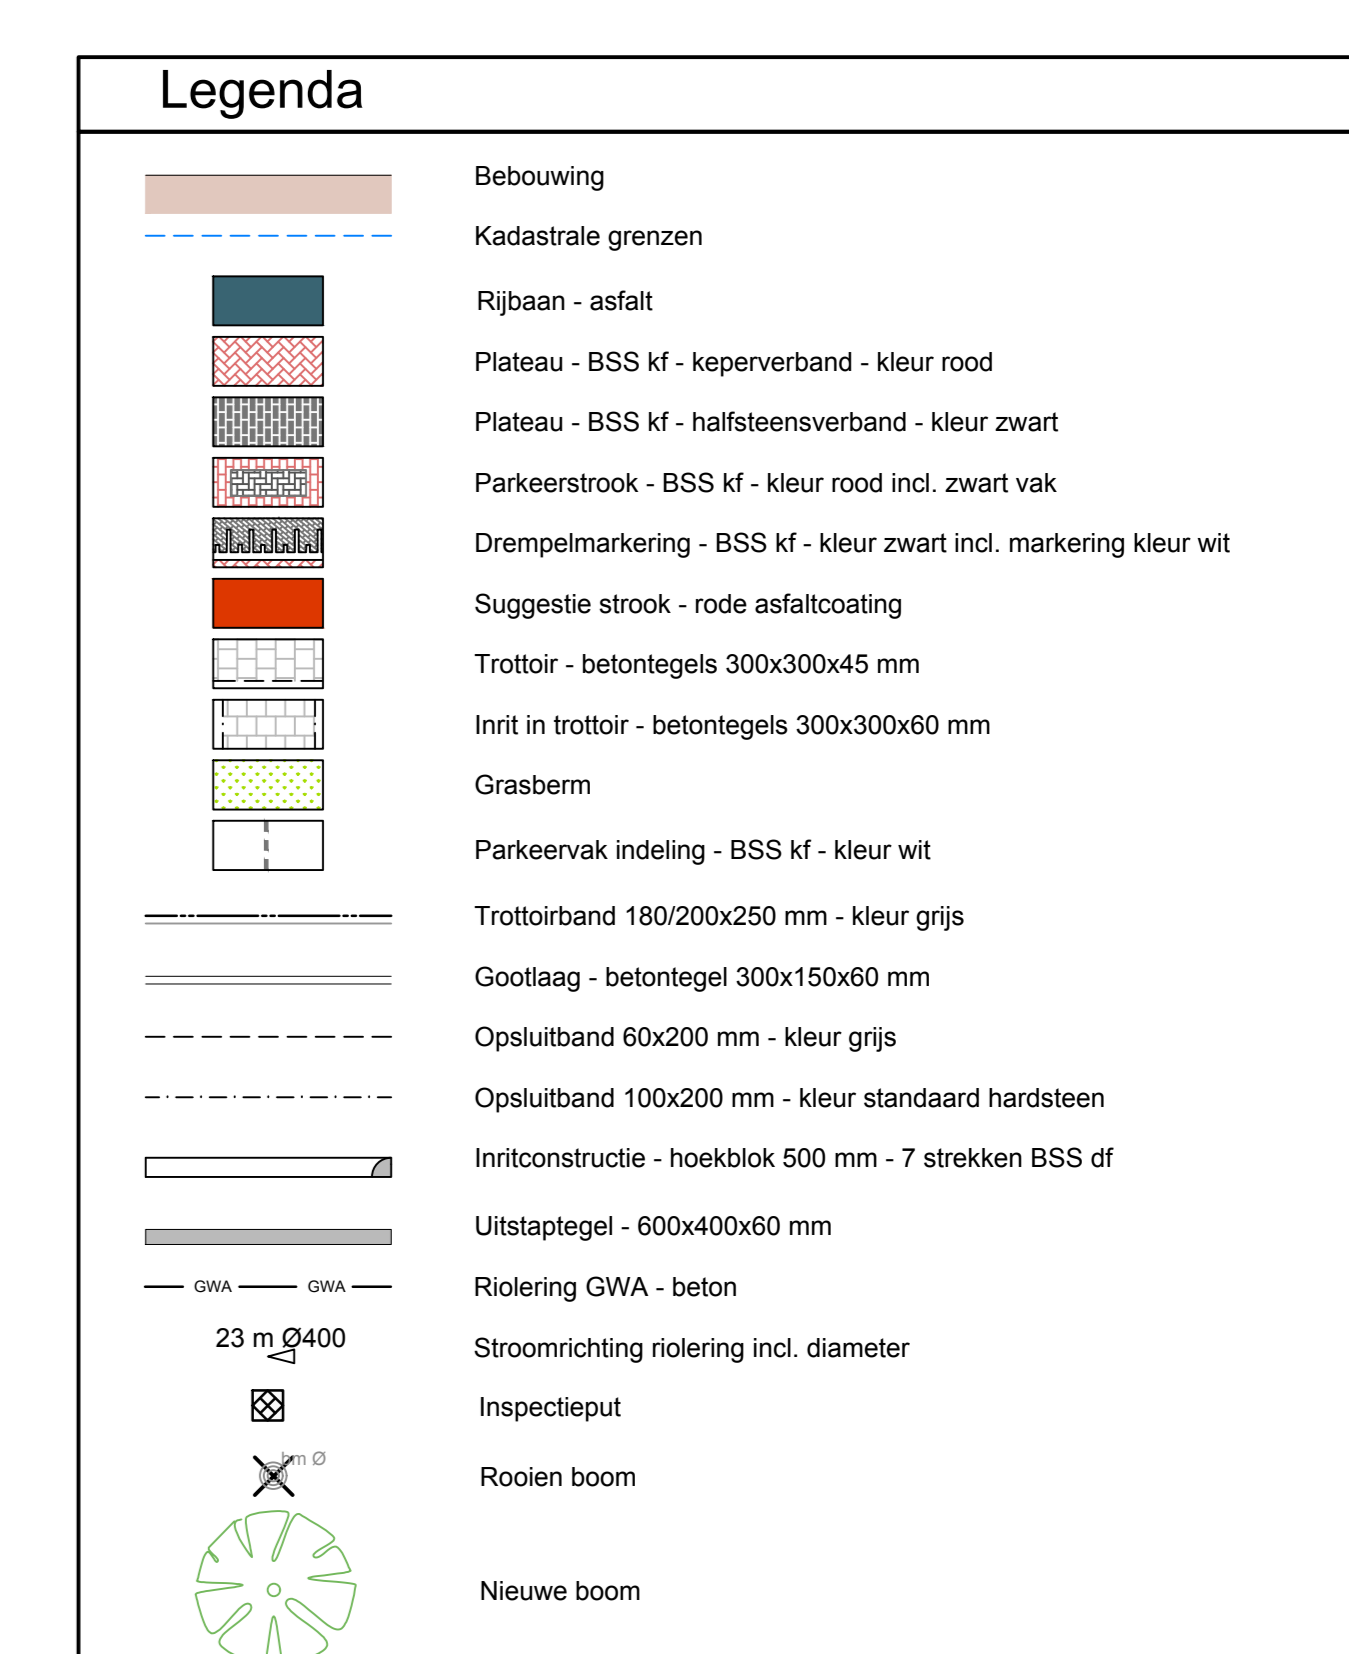 Legenda
Bebouwing
Kadastrale grenzen
Rijbaan - asfalt
Plateau - BSS kf - keperverband - kleur rood
Plateau - BSS kf - halfsteensverband - kleur zwart
Parkeerstrook - BSS kf - kleur rood incl. zwart vak
Drempelmarkering - BSS kf - kleur zwart incl. markering kleur wit
Suggestie strook - rode asfaltcoating
Trottoir - betontegels 300x300x45 mm
Inrit in trottoir - betontegels 300x300x60 mm
Grasberm
Parkeervak indeling - BSS kf - kleur wit
Trottoirband 180/200x250 mm - kleur grijs
Gootlaag - betontegel 300x150x60 mm
Opsluitband 60x200 mm - kleur grijs
Opsluitband 100x200 mm - kleur standaard hardsteen
Inritconstructie - hoekblok 500 mm - 7 strekken BSS df
Uitstaptegel - 600x400x60 mm
GWA GWA Riolering GWA - beton
23 m Ø400 Stroomrichting riolering incl. diameter
Inspectieput
bm Ø
Rooien boom
Nieuwe boom